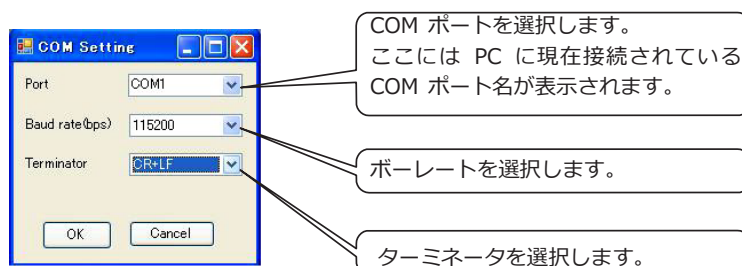 COM Setting
Port
COM1
Baud rate(bps)
115200
Terminator
CR+LF
OK
Cancel
COM ポートを選択します。
ここには PC に現在接続されている
COM ポート名が表示されます。
ボーレートを選択します。
ターミネータを選択します。